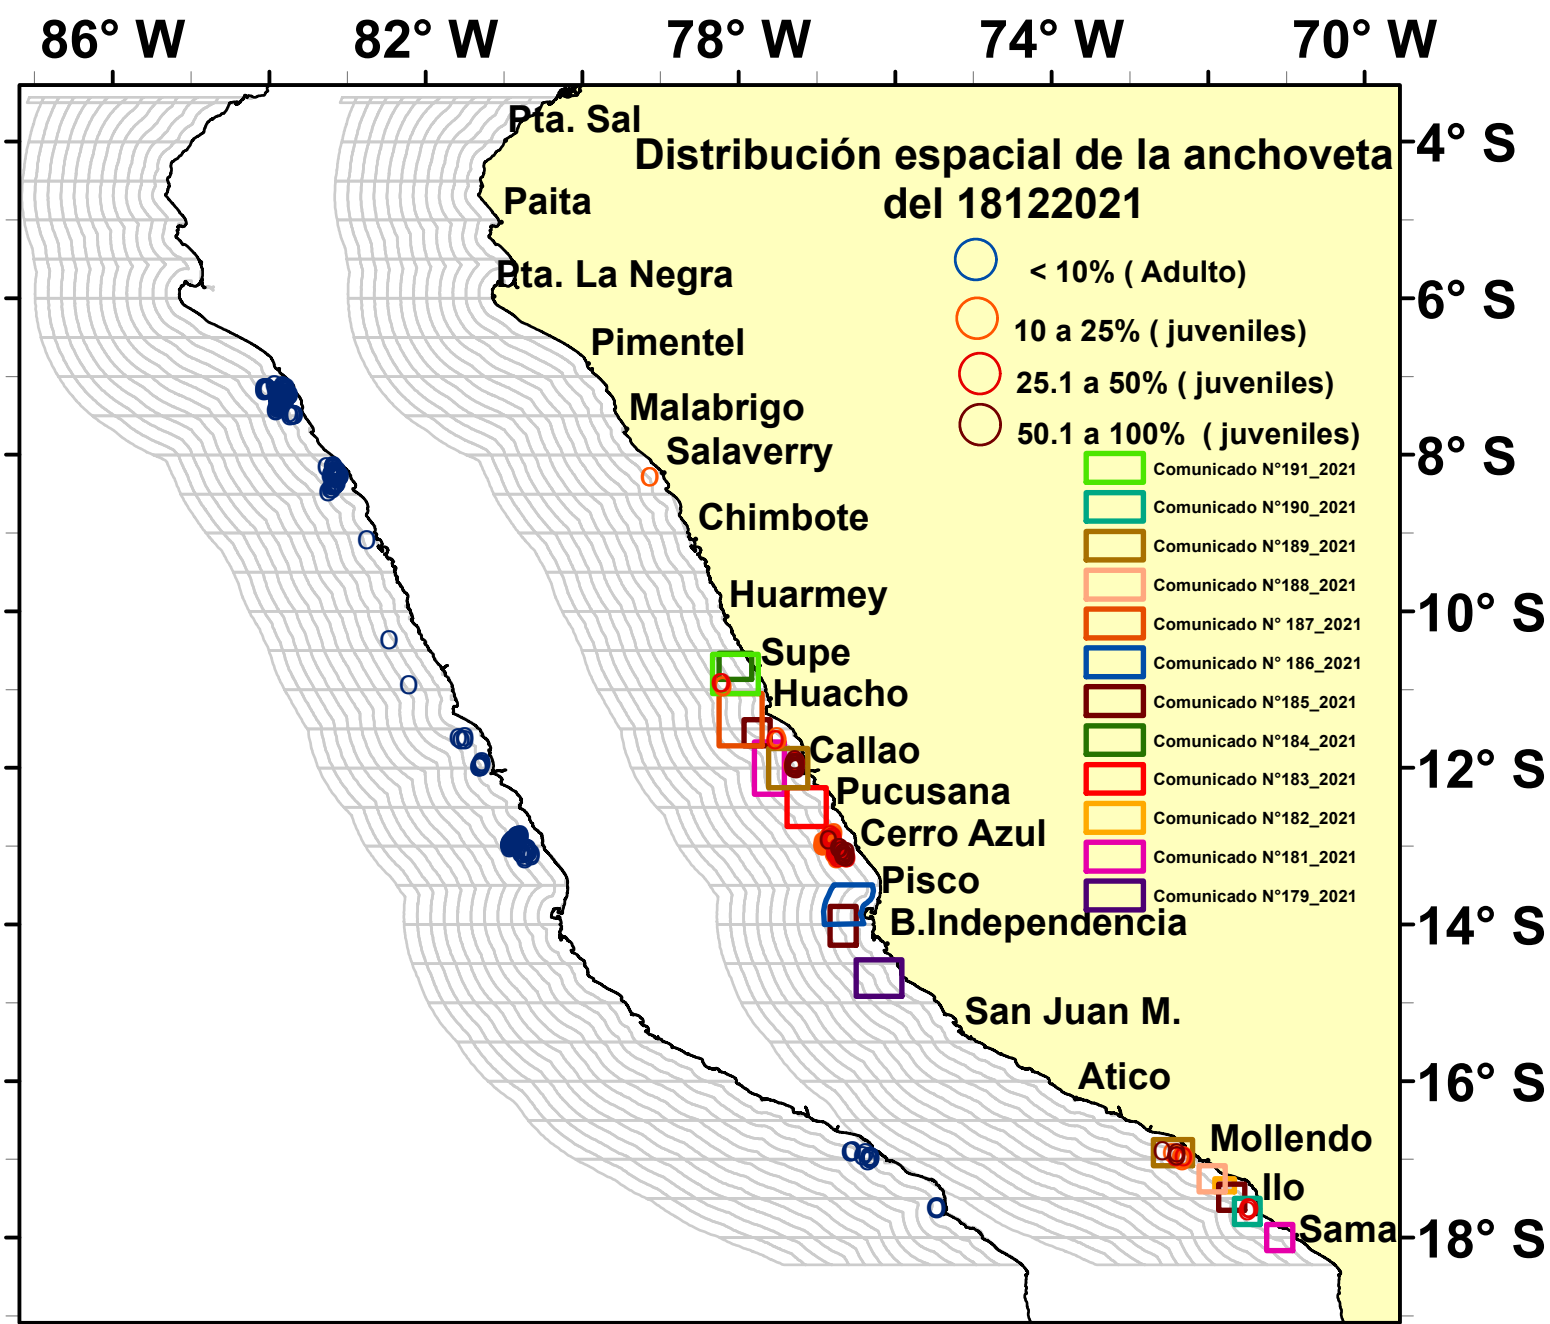 86° W 82° W 78° W 74° W 70° W
Pta. Sal
4° S
Distribución espacial de la anchoveta
del 18122021
Paita
Pta. La Negra
< 10% ( Adulto)
6° S
10 a 25% ( juveniles)
Pimentel
25.1 a 50% ( juveniles)
Malabrigo
50.1 a 100% ( juveniles)
Salaverry
8° S
Comunicado N°191_2021
Comunicado N°190_2021
Chimbote
Comunicado N°189_2021
Comunicado N°188_2021
Huarmey
10° S
Comunicado N° 187_2021
Supe
Comunicado N° 186_2021
Huacho
Comunicado N°185_2021
Comunicado N°184_2021
Callao
12° S
Comunicado N°183_2021
Pucusana
Comunicado N°182_2021
Cerro Azul
Comunicado N°181_2021
Pisco
Comunicado N°179_2021
B.Independencia
14° S
San Juan M.
Atico
16° S
Mollendo
Ilo
Sama
18° S